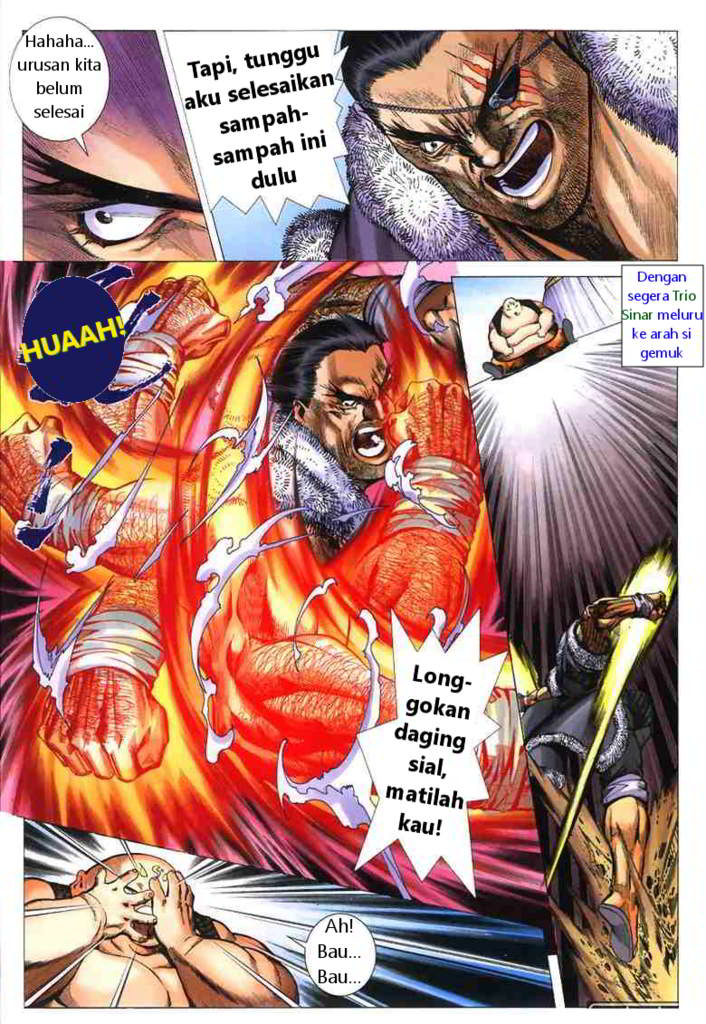 Hahaha...
urusan kita
belum
selesai
Tapi, tunggu
aku selesaikan
sampah-
sampah ini
dulu
HUAAH!
Dengan
segera Trio
Sinar meluru
ke arah si
gemuk
Long-
gokan
daging
sial,
matilah
kau!
Ah!
Bau...
Bau...